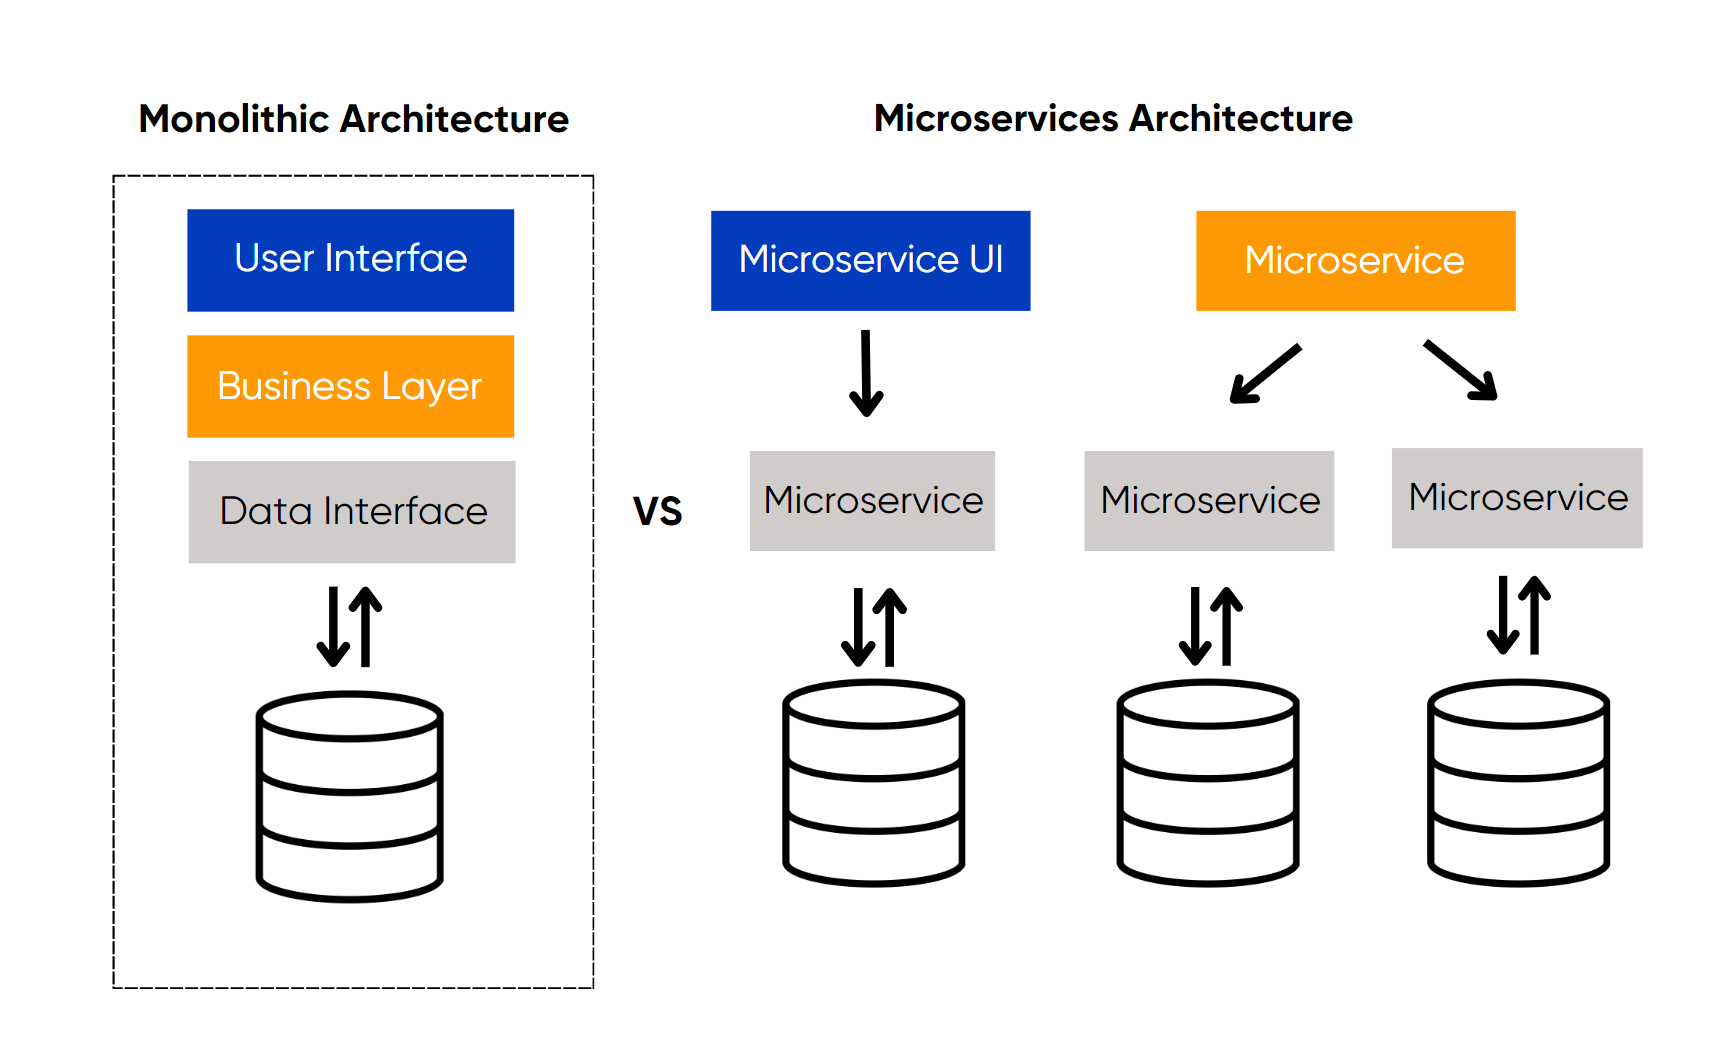 Monolithic Architecture
Microservices Architecture
User Interfae
Business Layer
Data Interface
vs
Microservice UI
Microservice
Microservice
Microservice
Microservice